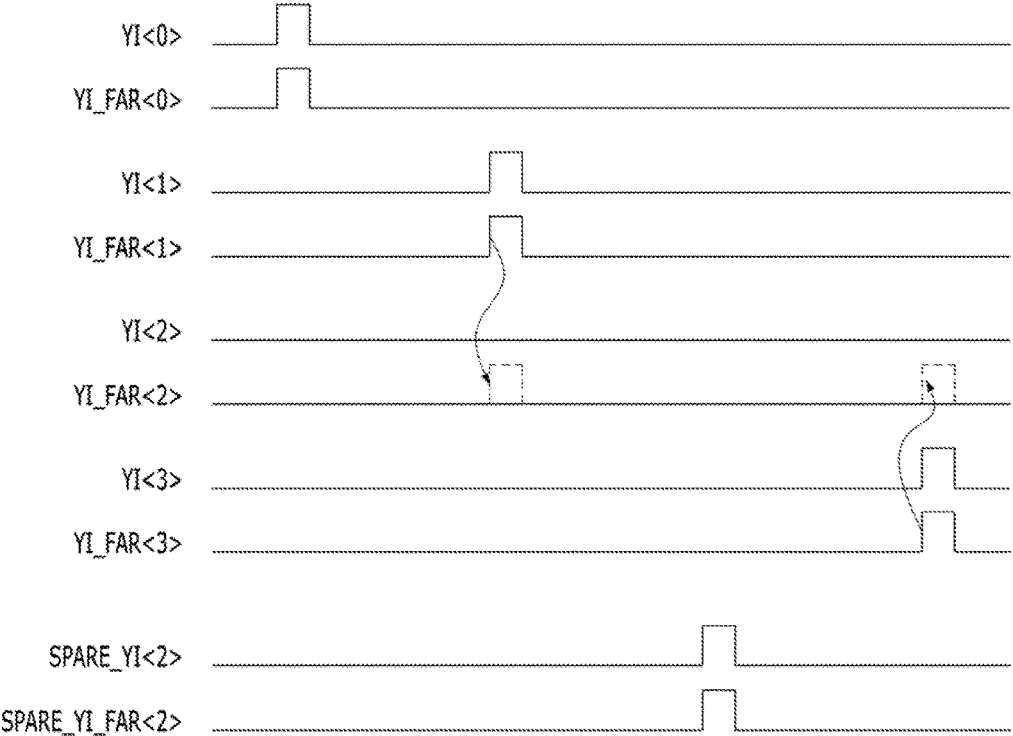 YI<0>
YI_FAR<0>
YI<1>
YI_FAR<1>
YI<2>
YI_FAR<2>
YI<3>
YI_FAR<3>
SPARE_YI<2>
SPARE_YI_FAR<2>